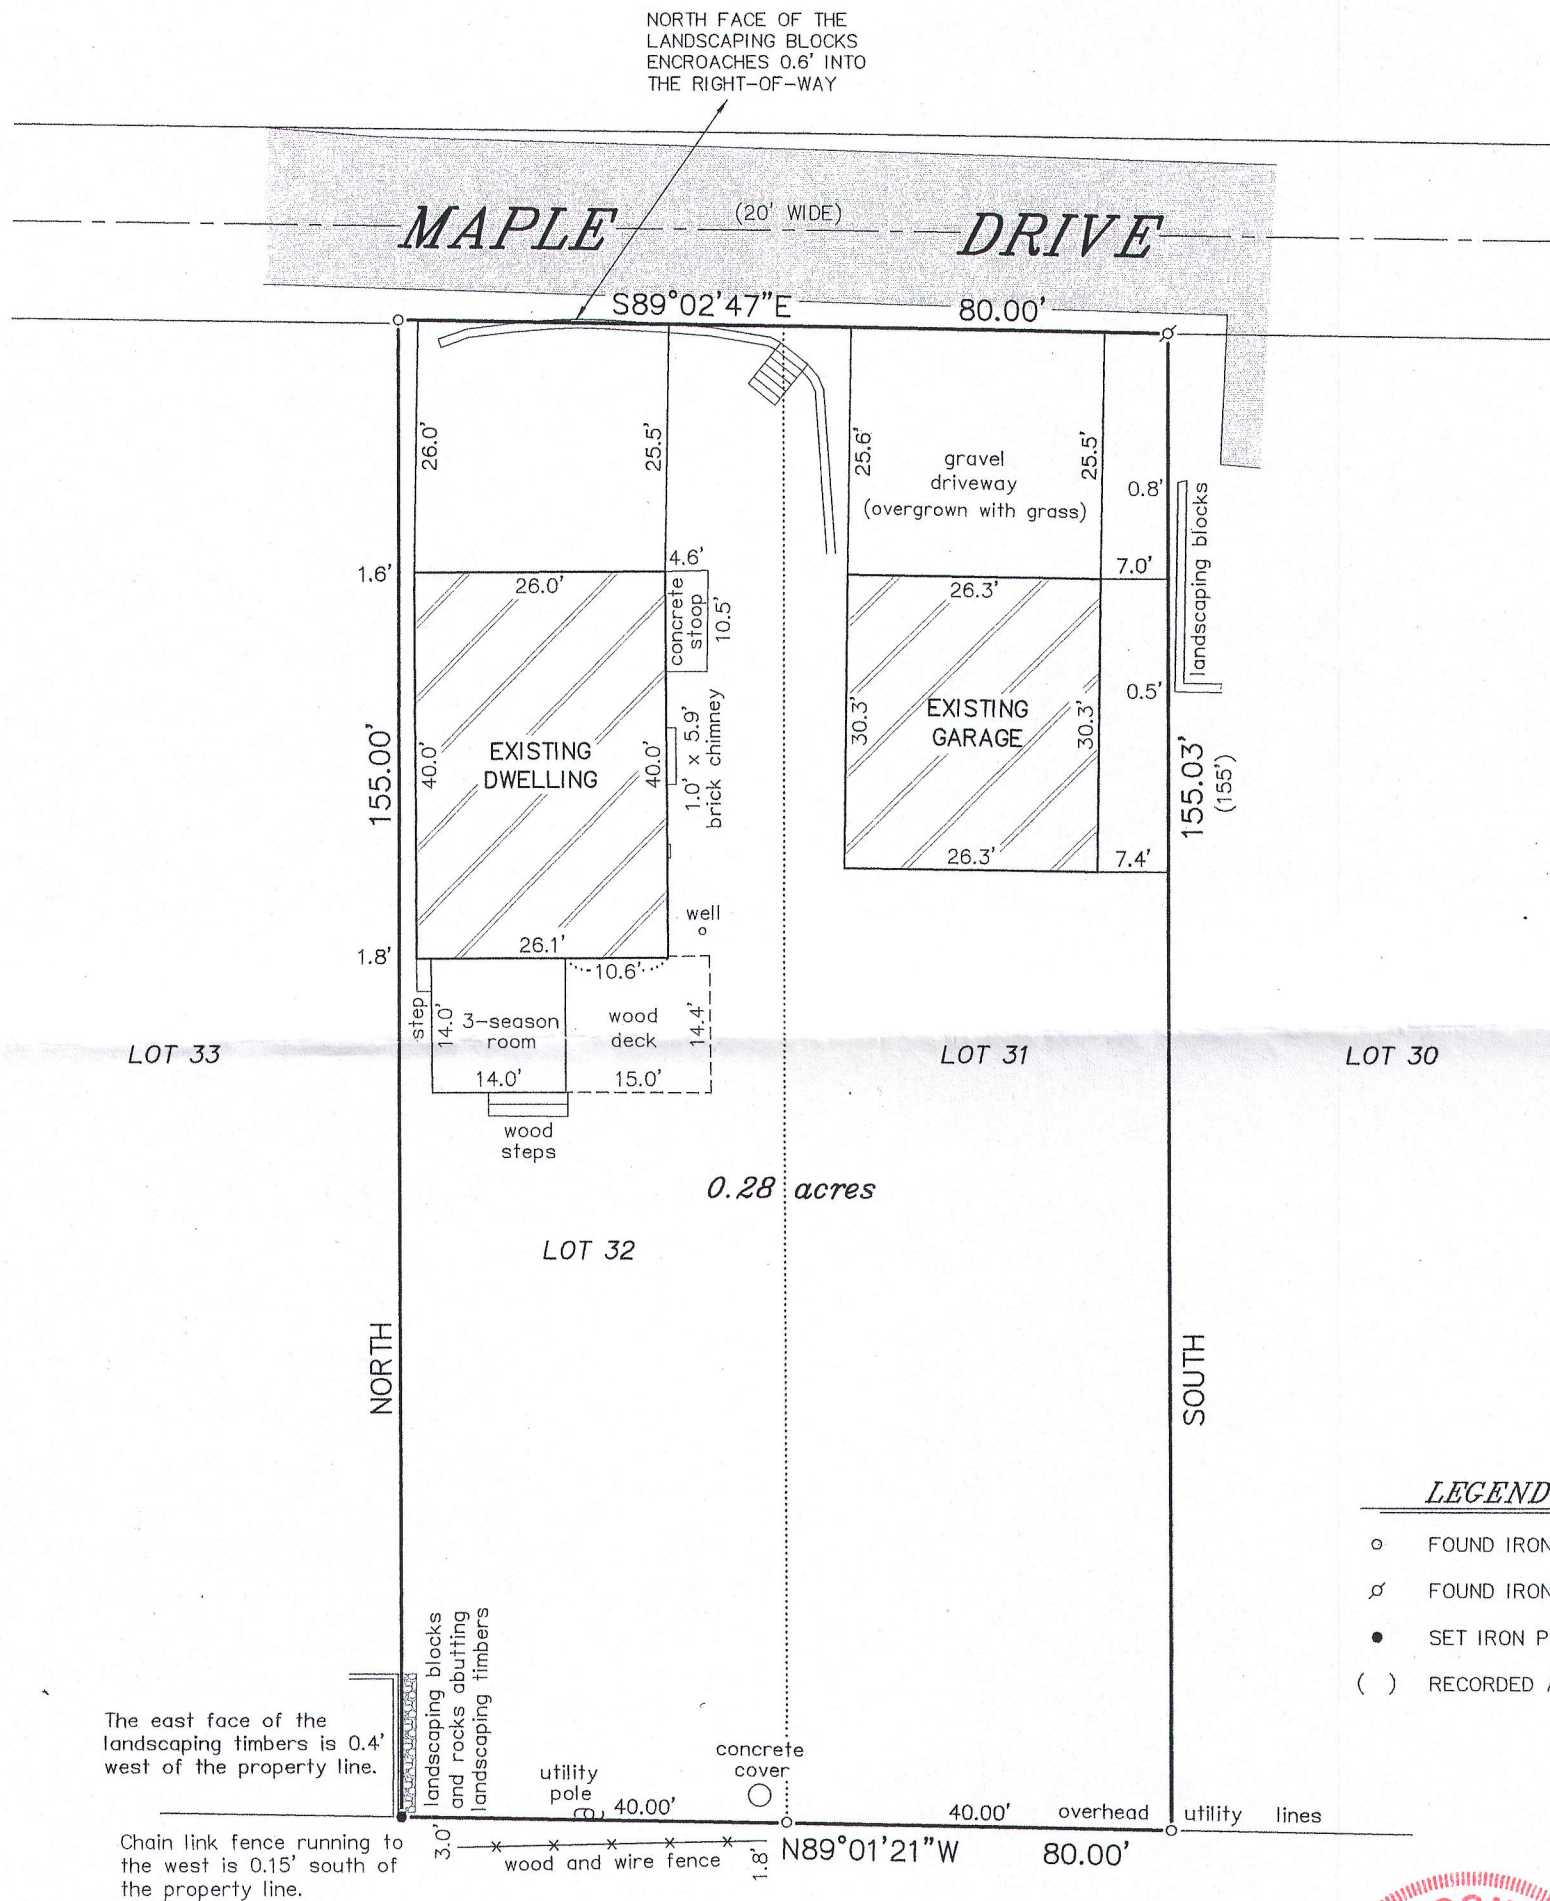 NORTH FACE OF THE
LANDSCAPING BLOCKS
ENCROACHES 0.6' INTO
THE RIGHT-OF-WAY
MAPLE (20' WIDE) DRIVE
S89°02'47"E 80.00'
26.0'
25.5'
25.6'
gravel
driveway
(overgrown with grass)
25.5'
0.8'
landscaping blocks
1.6'
4.6'
7.0'
26.0'
concrete
stoop
10.5'
26.3'
0.5'
155.00'
40.0'
EXISTING
DWELLING
40.0'
1.0' x 5.9'
brick chimney
30.3'
EXISTING
GARAGE
30.3'
155.03'
(155')
26.3'
7.4'
well
26.1'
1.8'
10.6'
step
14.0'
3-season
room
wood
deck
14.4'
LOT 33
LOT 31
LOT 30
14.0'
15.0'
wood
steps
0.28 acres
LOT 32
NORTH
SOUTH
LEGEND
FOUND IRON
FOUND IRON
SET IRON P
( ) RECORDED A
landscaping blocks
and rocks abutting
landscaping timbers
The east face of the
landscaping timbers is 0.4'
west of the property line.
concrete
cover
utility
pole
40.00'
40.00'
overhead utility lines
Chain link fence running to
the west is 0.15' south of
the property line.
3.0'
wood and wire fence
1.8'
N89°01'21"W 80.00'